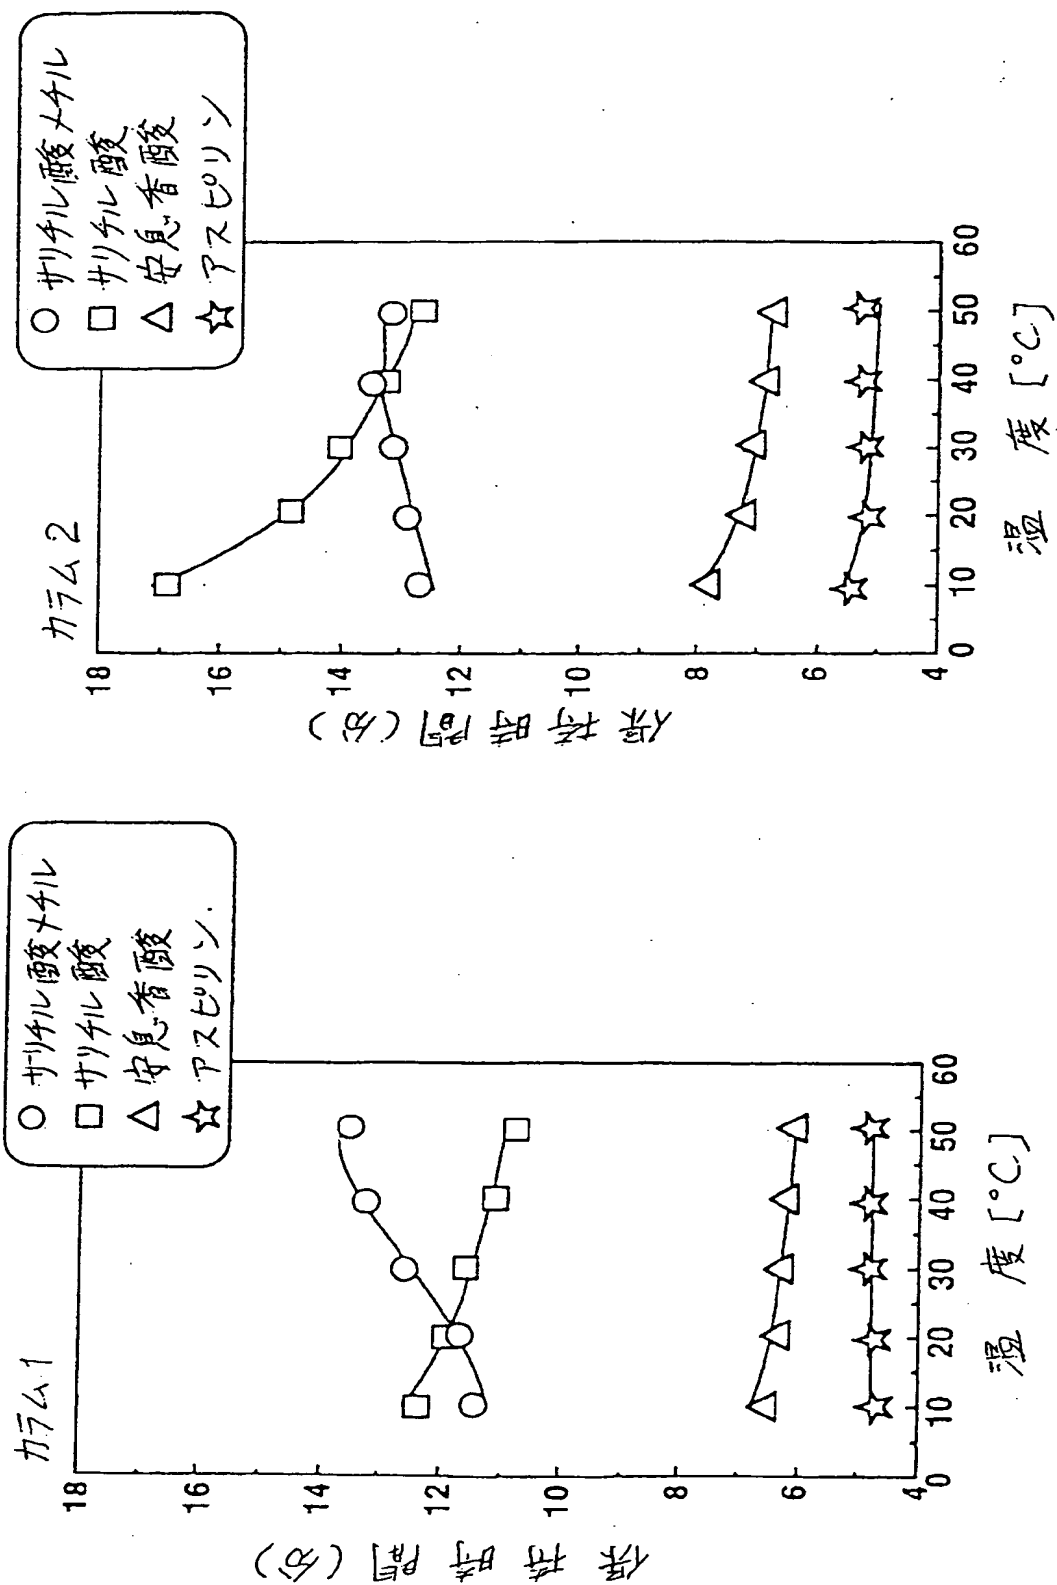 カラム1
○ サリチル酸メチル
□ サリチル酸
△ 安息香酸
☆ アスピリン
保持時間(分)
18
16
14
12
10
8
6
4
0 10 20 30 40 50 60
温度[°C]
カラム2
○ サリチル酸メチル
□ サリチル酸
△ 安息香酸
☆ アスピリン
保持時間(分)
18
16
14
12
10
8
6
4
0 10 20 30 40 50 60
温度[°C]